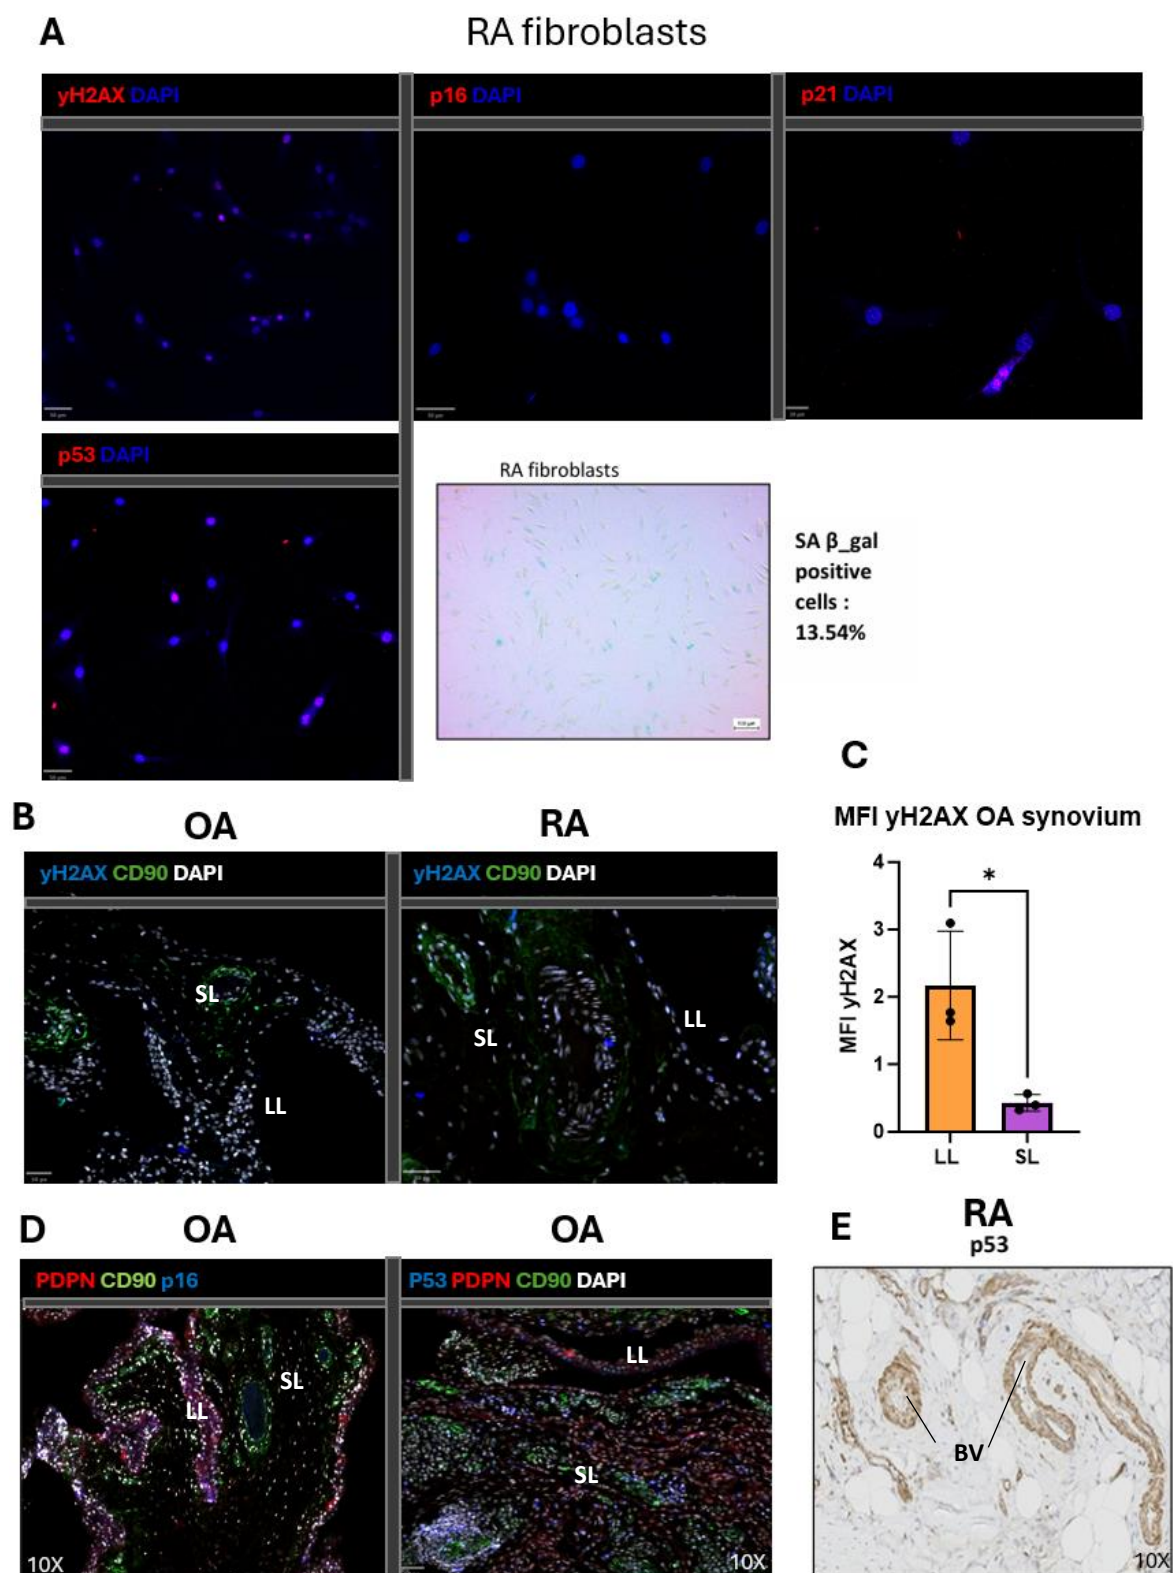 A
RA fibroblasts
yH2AX DAPI
p16 DAPI
p21 DAPI
p53 DAPI
RA fibroblasts
SA β_gal
positive
cells :
13.54%
B
OA
RA
yH2AX CD90 DAPI
yH2AX CD90 DAPI
SL
LL
SL
LL
C
MFI yH2AX OA synovium
MFI yH2AX
4
3
2
1
0
*
LL
SL
D
OA
OA
PDPN CD90 p16
P53 PDPN CD90 DAPI
LL
SL
10X
LL
SL
10X
E
RA
p53
BV
10X